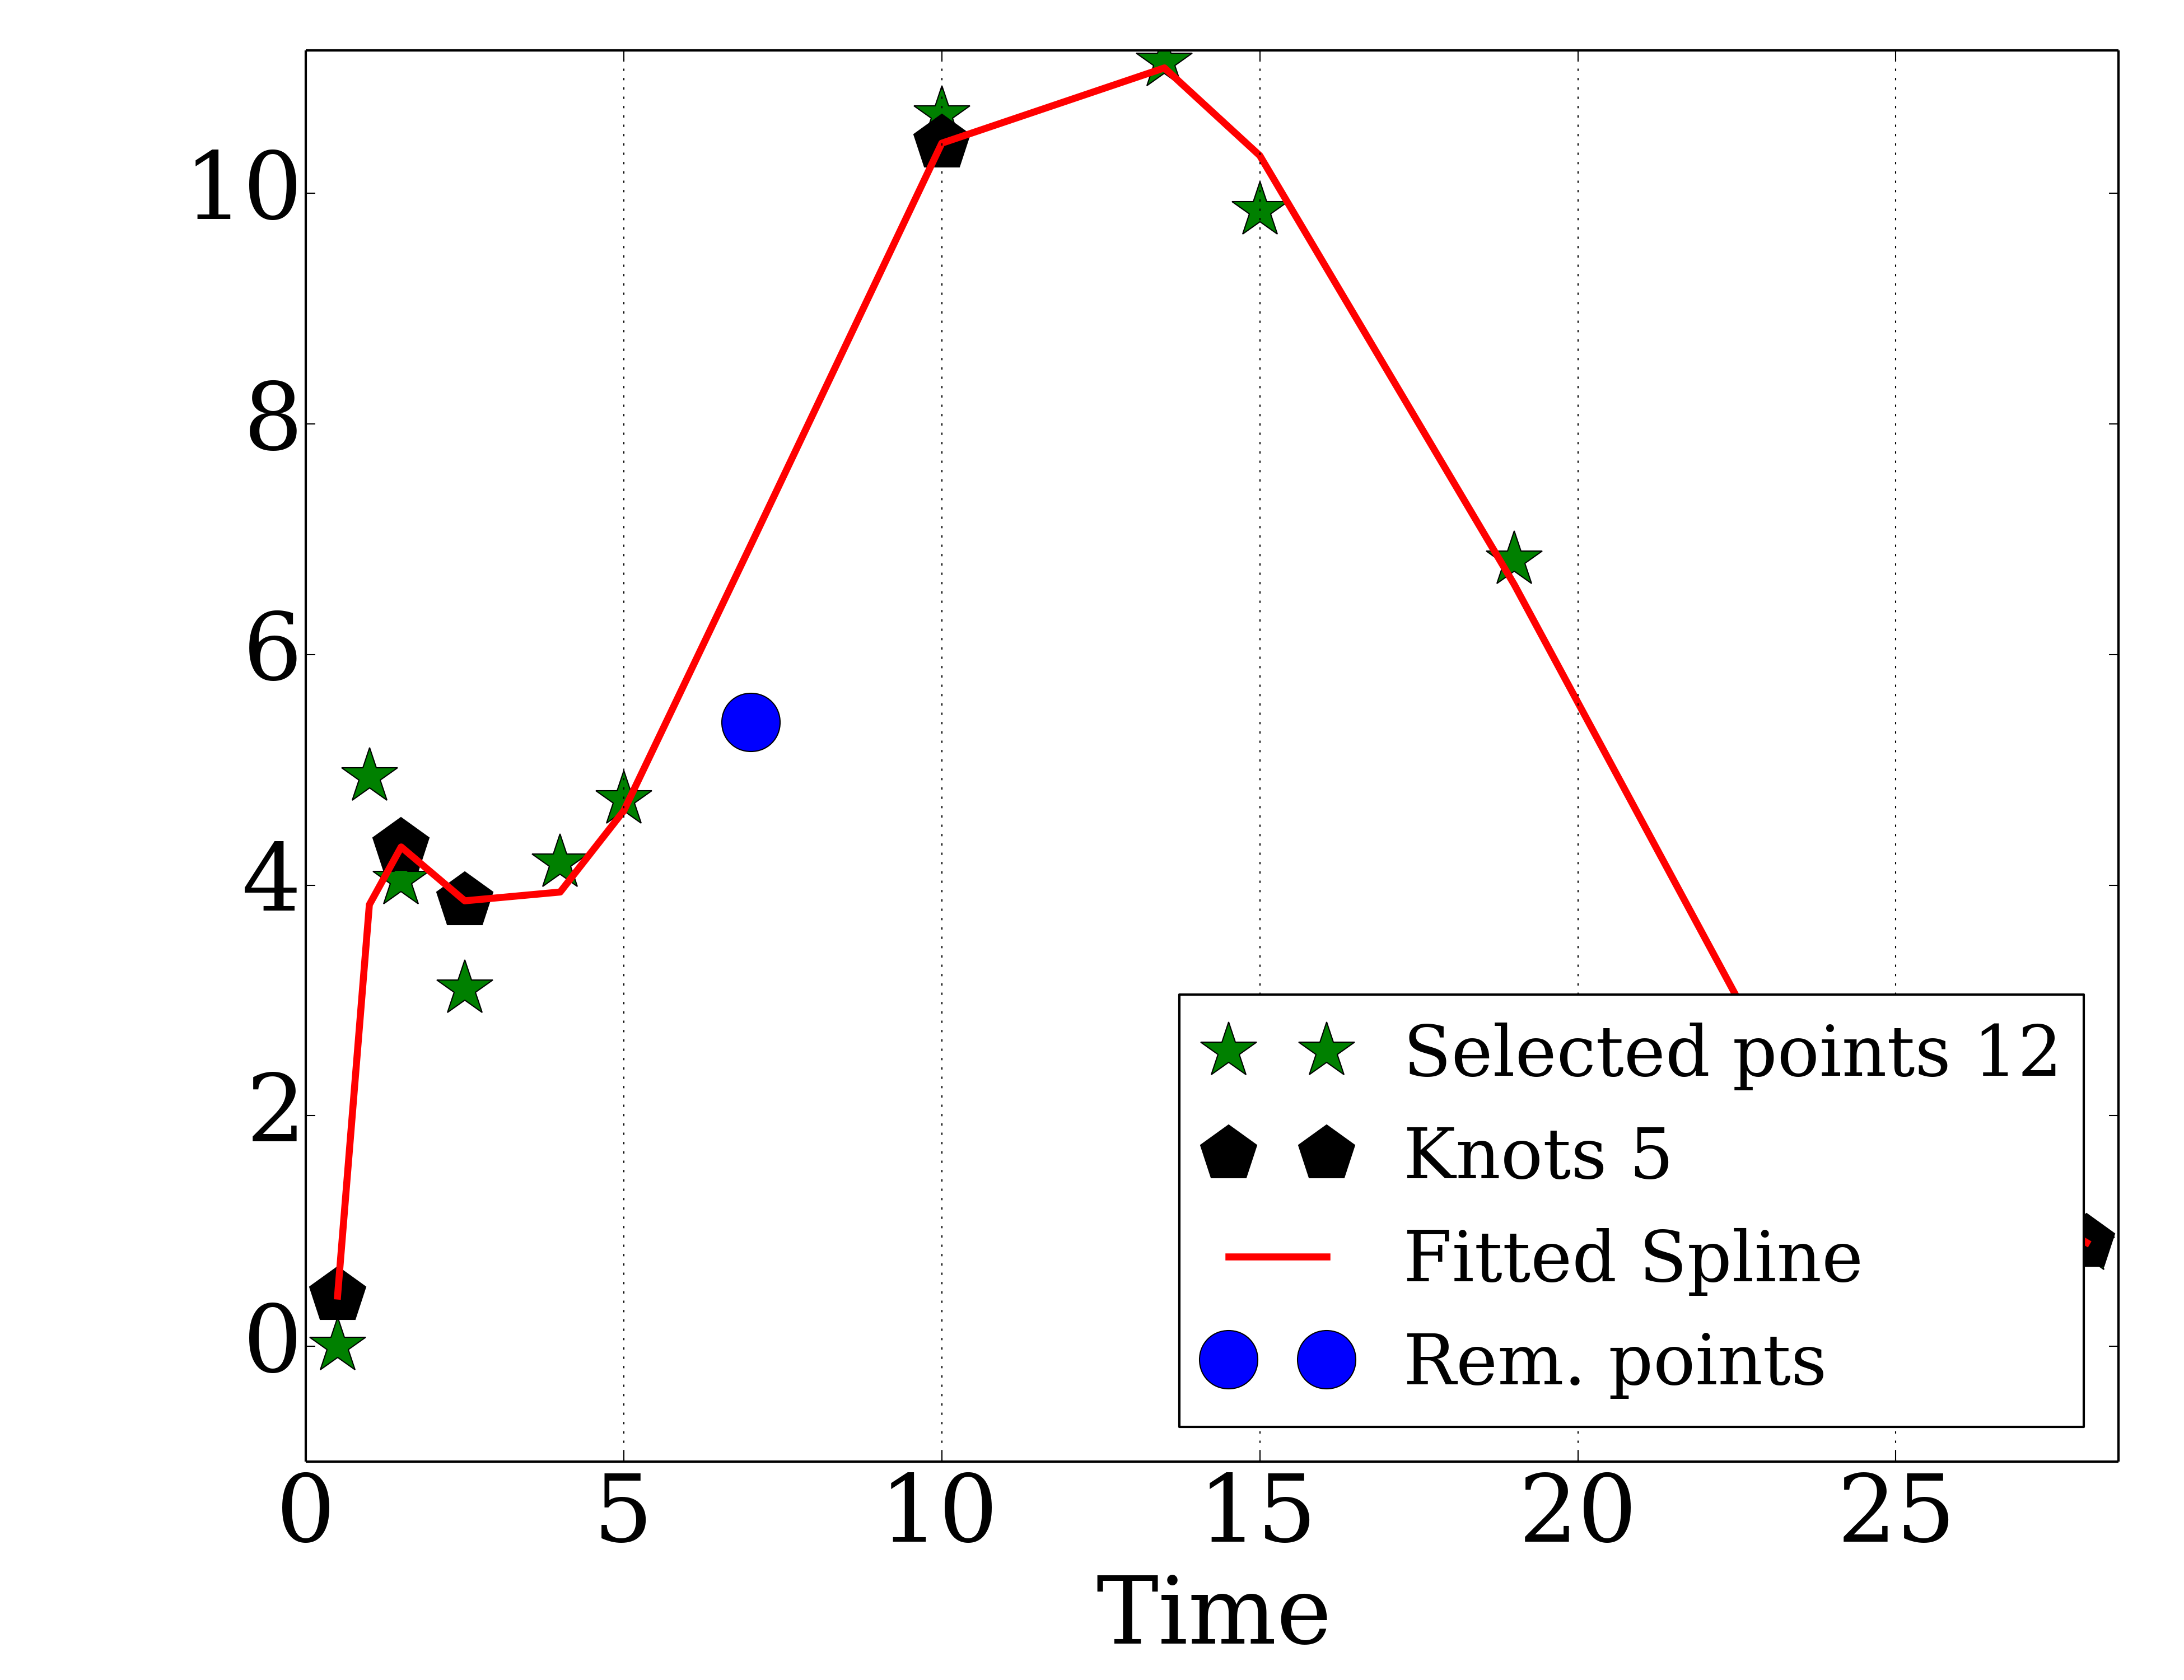 10
8
6
4
2
0
Selected points 12
Knots 5
Fitted Spline
Rem. points
0 5 10 15 20 25
Time